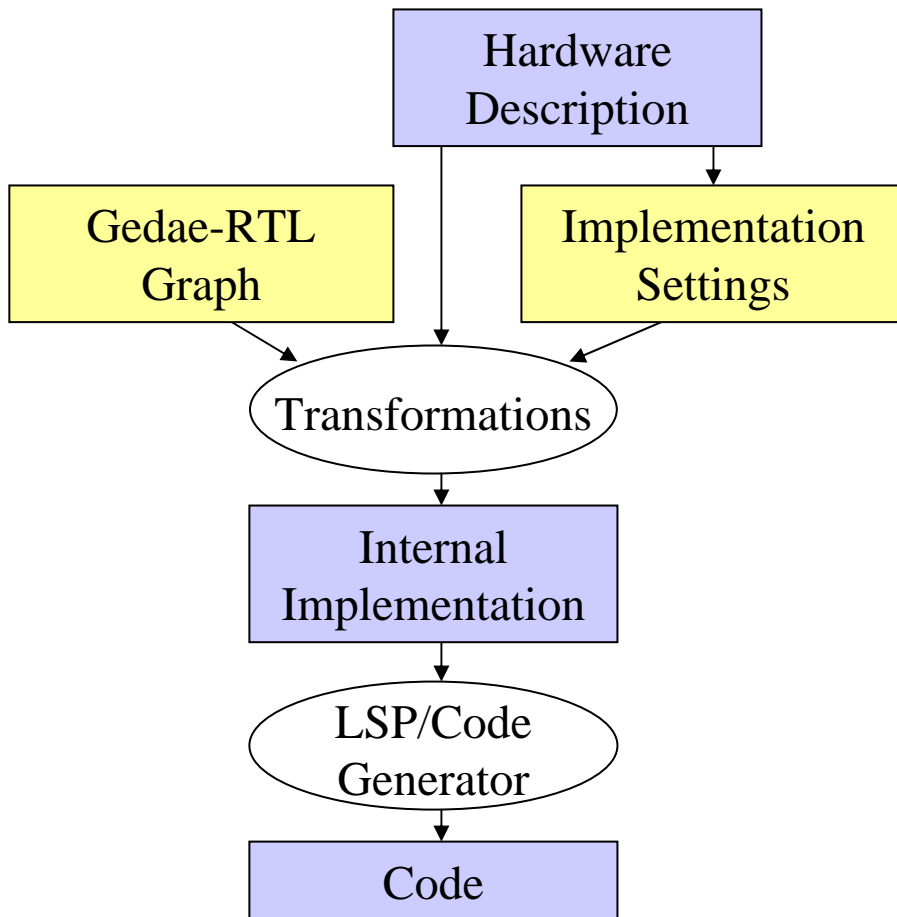 Hardware
Description
Gedae-RTL
Graph
Implementation
Settings
Transformations
Internal
Implementation
LSP/Code
Generator
Code